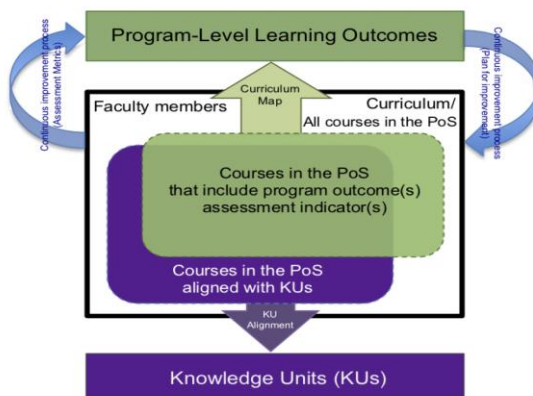 Program-Level Learning Outcomes
Continuous improvement process
(Assessment Metrics)
Continuous improvement process
(Plan for improvement)
Curriculum
Map
Faculty members
Curriculum/
All courses in the PoS
Courses in the PoS
that include program outcome(s)
assessment indicator(s)
Courses in the PoS
aligned with KUs
KU
Alignment
Knowledge Units (KUs)